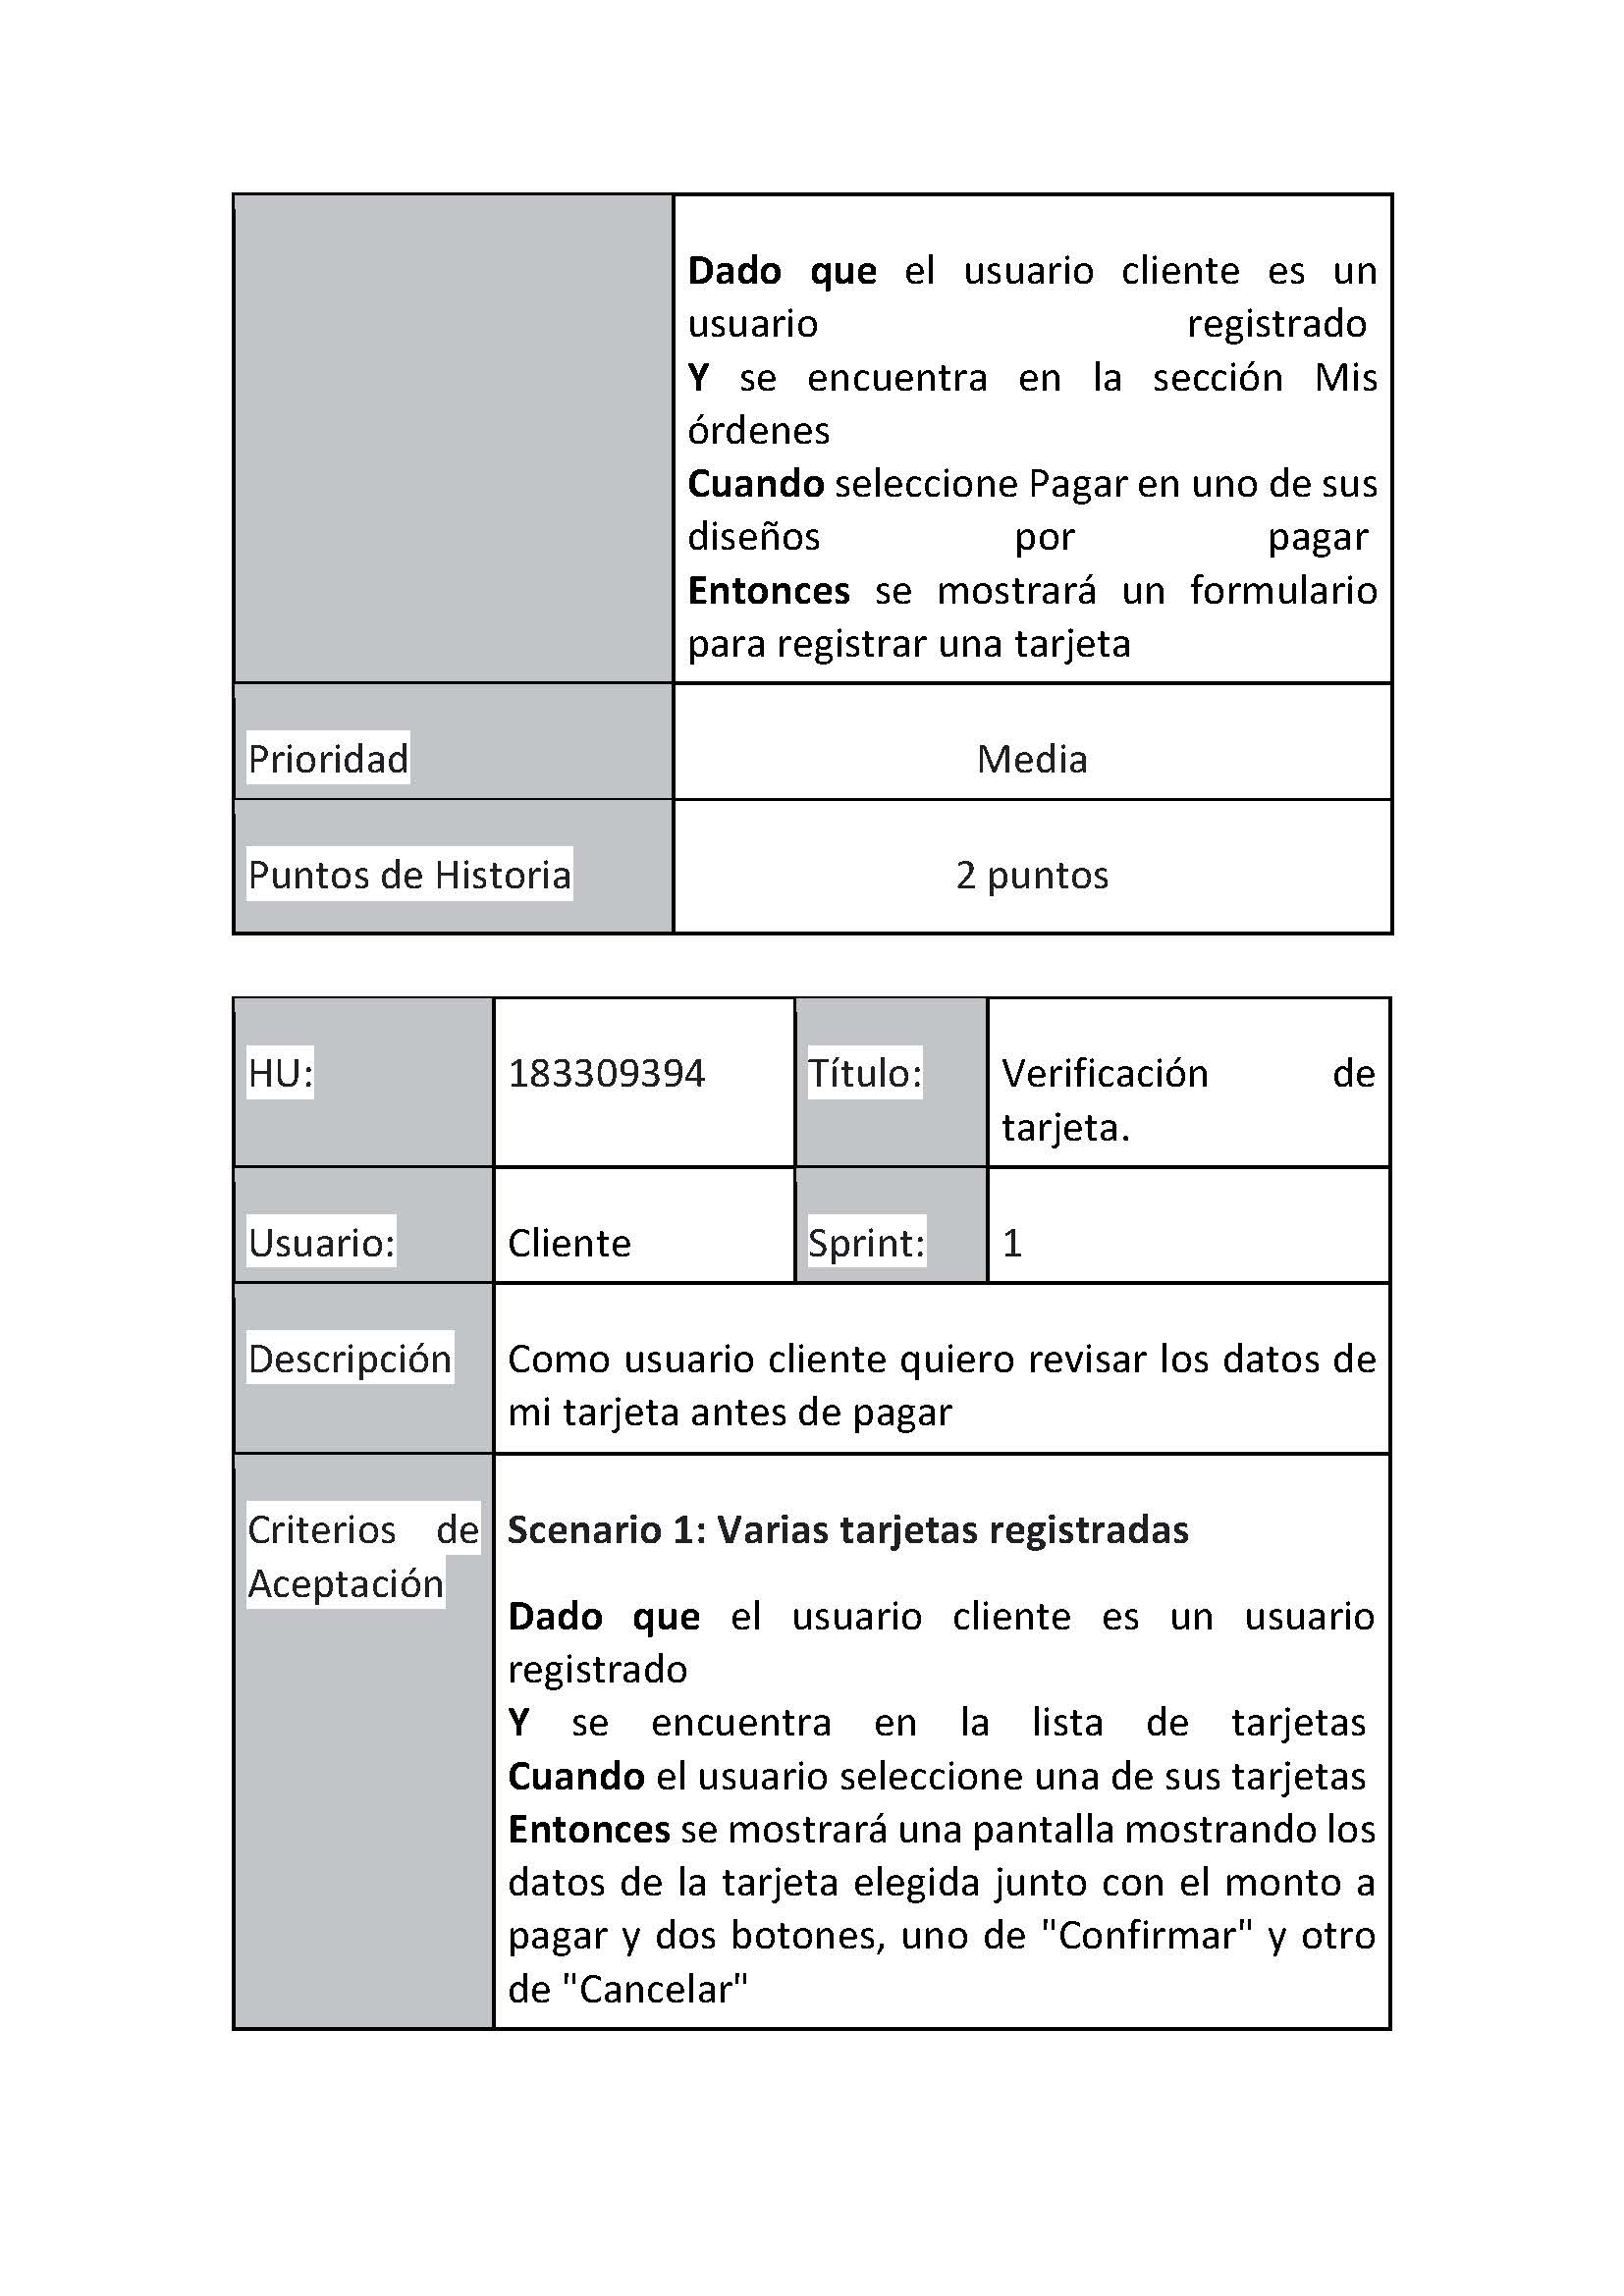 Dado que el usuario cliente es un
usuario registrado
Y se encuentra en la sección Mis
órdenes
Cuando seleccione Pagar en uno de sus
diseños por pagar
Entonces se mostrará un formulario
para registrar una tarjeta
Prioridad
Media
Puntos de Historia
2 puntos
HU:
183309394
Título:
Verificación de
tarjeta.
Usuario:
Cliente
Sprint:
1
Descripción
Como usuario cliente quiero revisar los datos de
mi tarjeta antes de pagar
Criterios de
Aceptación
Scenario 1: Varias tarjetas registradas
Dado que el usuario cliente es un usuario
registrado
Y se encuentra en la lista de tarjetas
Cuando el usuario seleccione una de sus tarjetas
Entonces se mostrará una pantalla mostrando los
datos de la tarjeta elegida junto con el monto a
pagar y dos botones, uno de "Confirmar" y otro
de "Cancelar"